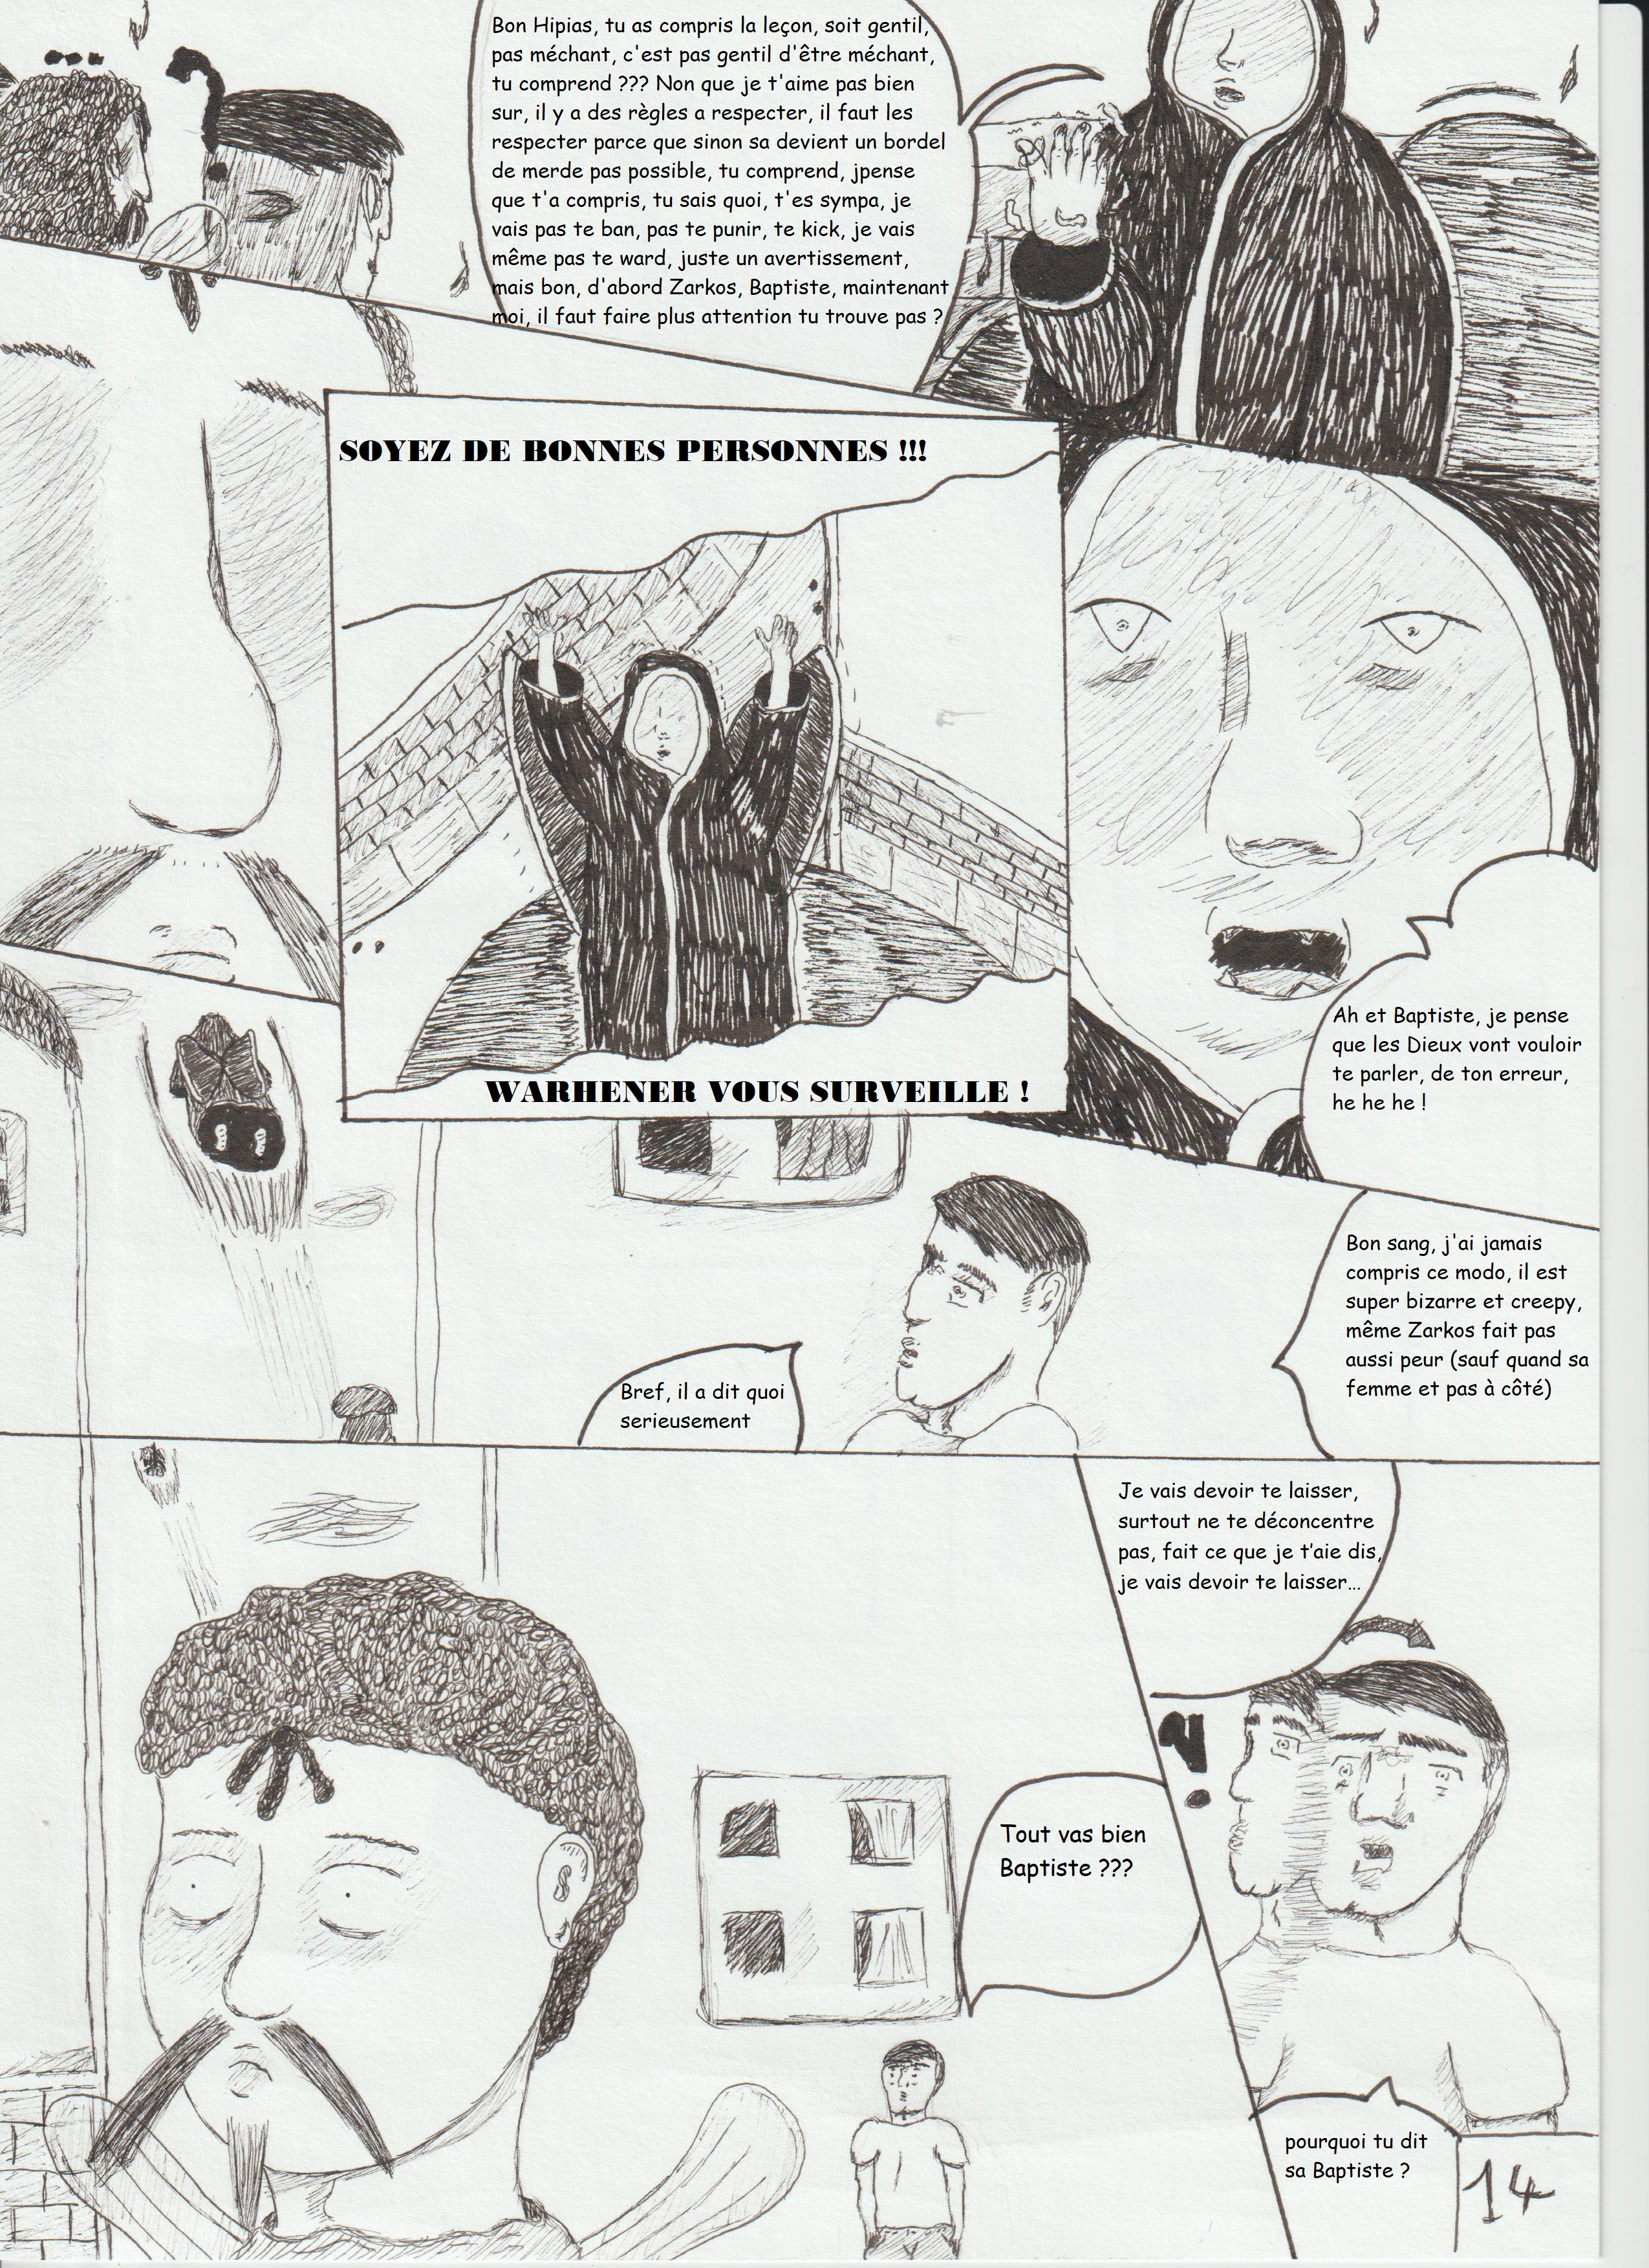 Bon Hipias, tu as compris la leçon, soit gentil,
pas méchant, c'est pas gentil d'être méchant,
tu comprend ??? Non que je t'aime pas bien
sur, il y a des règles a respecter, il faut les
respecter parce que sinon sa devient un bordel
de merde pas possible, tu comprend, jpense
que t'a compris, tu sais quoi, t'es sympa, je
vais pas te ban, pas te punir, te kick, je vais
même pas te ward, juste un avertissement,
mais bon, d'abord Zarkos, Baptiste, maintenant
moi, il faut faire plus attention tu trouve pas ?
SOYEZ DE BONNES PERSONNES !!!
WARHENER VOUS SURVEILLE !
Ah et Baptiste, je pense
que les Dieux vont vouloir
te parler, de ton erreur,
he he he !
Bon sang, j'ai jamais
compris ce modo, il est
super bizarre et creepy,
même Zarkos fait pas
aussi peur (sauf quand sa
femme et pas à côté)
Bref, il a dit quoi
serieusement
Je vais devoir te laisser,
surtout ne te déconcentre
pas, fait ce que je t'aie dis,
je vais devoir te laisser...
?!
Tout vas bien
Baptiste ???
pourquoi tu dit
sa Baptiste ?
14